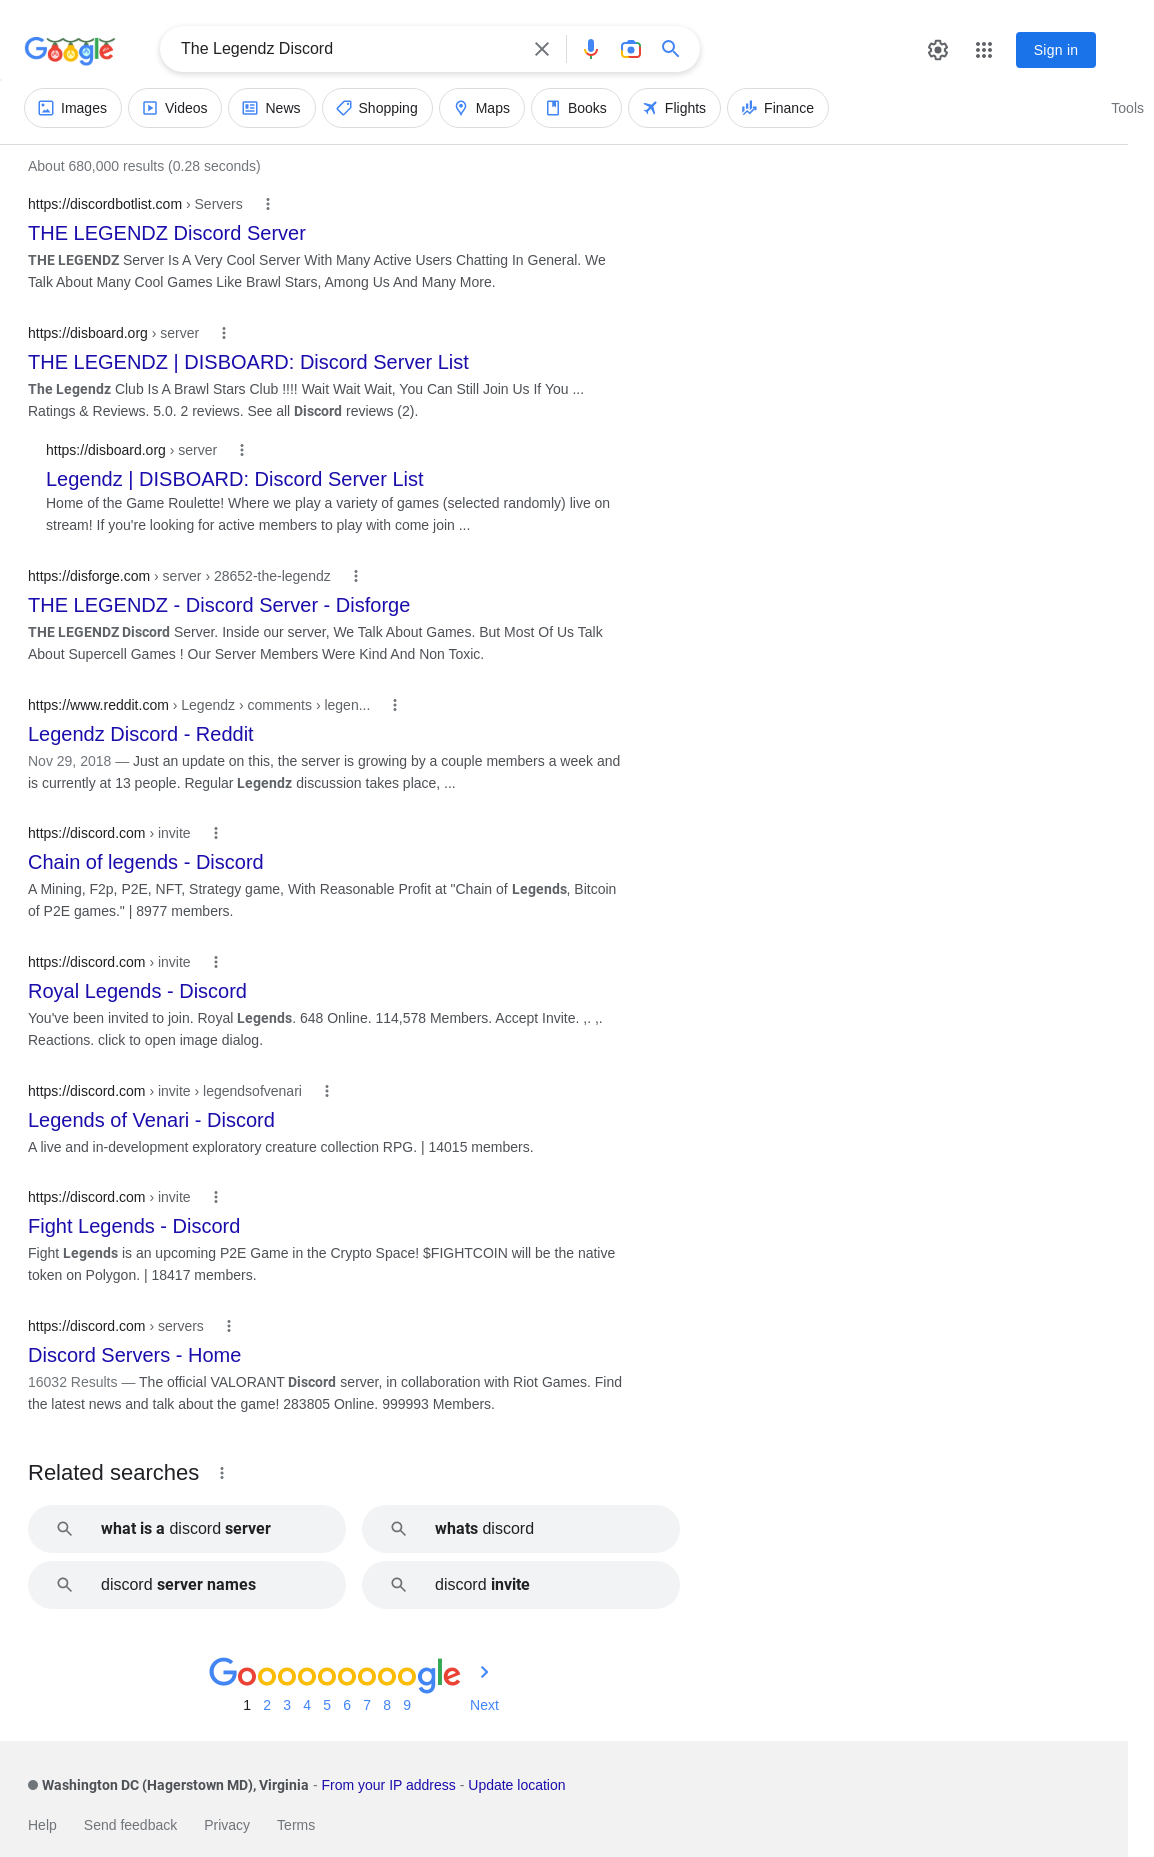 Google
The Legendz Discord
Sign in
Images Videos News Shopping Maps Books Flights Finance Tools
About 680,000 results (0.28 seconds)
https://discordbotlist.com › Servers
THE LEGENDZ Discord Server
THE LEGENDZ Server Is A Very Cool Server With Many Active Users Chatting In General. We
Talk About Many Cool Games Like Brawl Stars, Among Us And Many More.
https://disboard.org › server
THE LEGENDZ | DISBOARD: Discord Server List
The Legendz Club Is A Brawl Stars Club !!!! Wait Wait Wait, You Can Still Join Us If You ...
Ratings & Reviews. 5.0. 2 reviews. See all Discord reviews (2).
https://disboard.org › server
Legendz | DISBOARD: Discord Server List
Home of the Game Roulette! Where we play a variety of games (selected randomly) live on
stream! If you're looking for active members to play with come join ...
https://disforge.com › server › 28652-the-legendz
THE LEGENDZ - Discord Server - Disforge
THE LEGENDZ Discord Server. Inside our server, We Talk About Games. But Most Of Us Talk
About Supercell Games ! Our Server Members Were Kind And Non Toxic.
https://www.reddit.com › Legendz › comments › legen...
Legendz Discord - Reddit
Nov 29, 2018 — Just an update on this, the server is growing by a couple members a week and
is currently at 13 people. Regular Legendz discussion takes place, ...
https://discord.com › invite
Chain of legends - Discord
A Mining, F2p, P2E, NFT, Strategy game, With Reasonable Profit at "Chain of Legends, Bitcoin
of P2E games." | 8977 members.
https://discord.com › invite
Royal Legends - Discord
You've been invited to join. Royal Legends. 648 Online. 114,578 Members. Accept Invite. ,. ,.
Reactions. click to open image dialog.
https://discord.com › invite › legendsofvenari
Legends of Venari - Discord
A live and in-development exploratory creature collection RPG. | 14015 members.
https://discord.com › invite
Fight Legends - Discord
Fight Legends is an upcoming P2E Game in the Crypto Space! $FIGHTCOIN will be the native
token on Polygon. | 18417 members.
https://discord.com › servers
Discord Servers - Home
16032 Results — The official VALORANT Discord server, in collaboration with Riot Games. Find
the latest news and talk about the game! 283805 Online. 999993 Members.
Related searches
what is a discord server
whats discord
discord server names
discord invite
Gooooooooogle
1 2 3 4 5 6 7 8 9 Next
Washington DC (Hagerstown MD), Virginia - From your IP address - Update location
Help Send feedback Privacy Terms